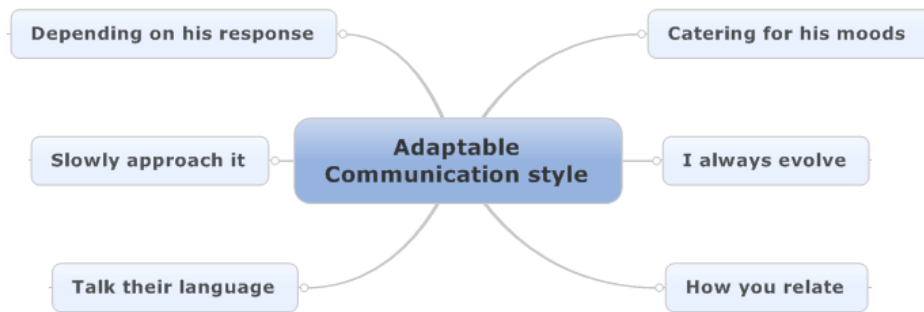 Depending on his response
Catering for his moods
Adaptable
Communication style
Slowly approach it
I always evolve
Talk their language
How you relate